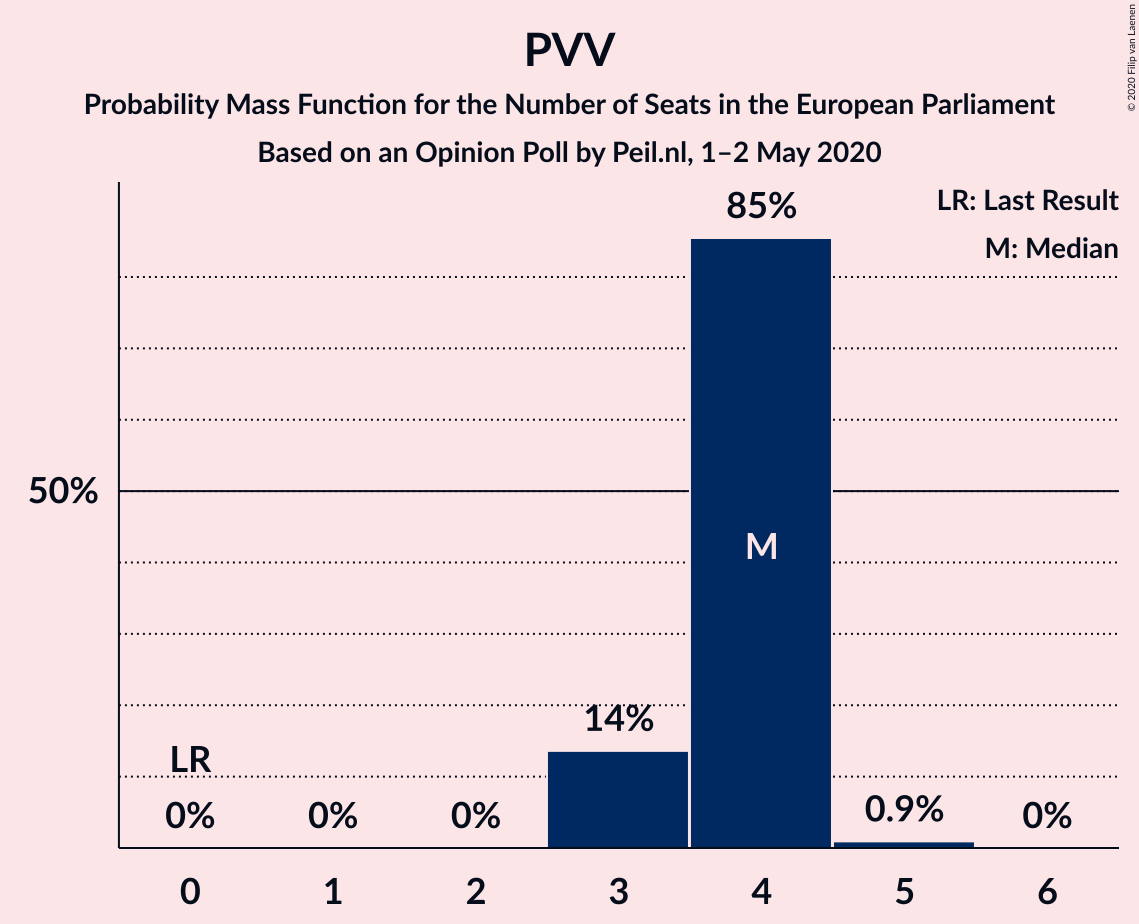 PVV
Probability Mass Function for the Number of Seats in the European Parliament
Based on an Opinion Poll by Peil.nl, 1–2 May 2020
© 2020 Filip van Laenen
LR: Last Result
M: Median
85%
50%
M
14%
LR
0%
0%
0%
0.9%
0%
0
1
2
3
4
5
6